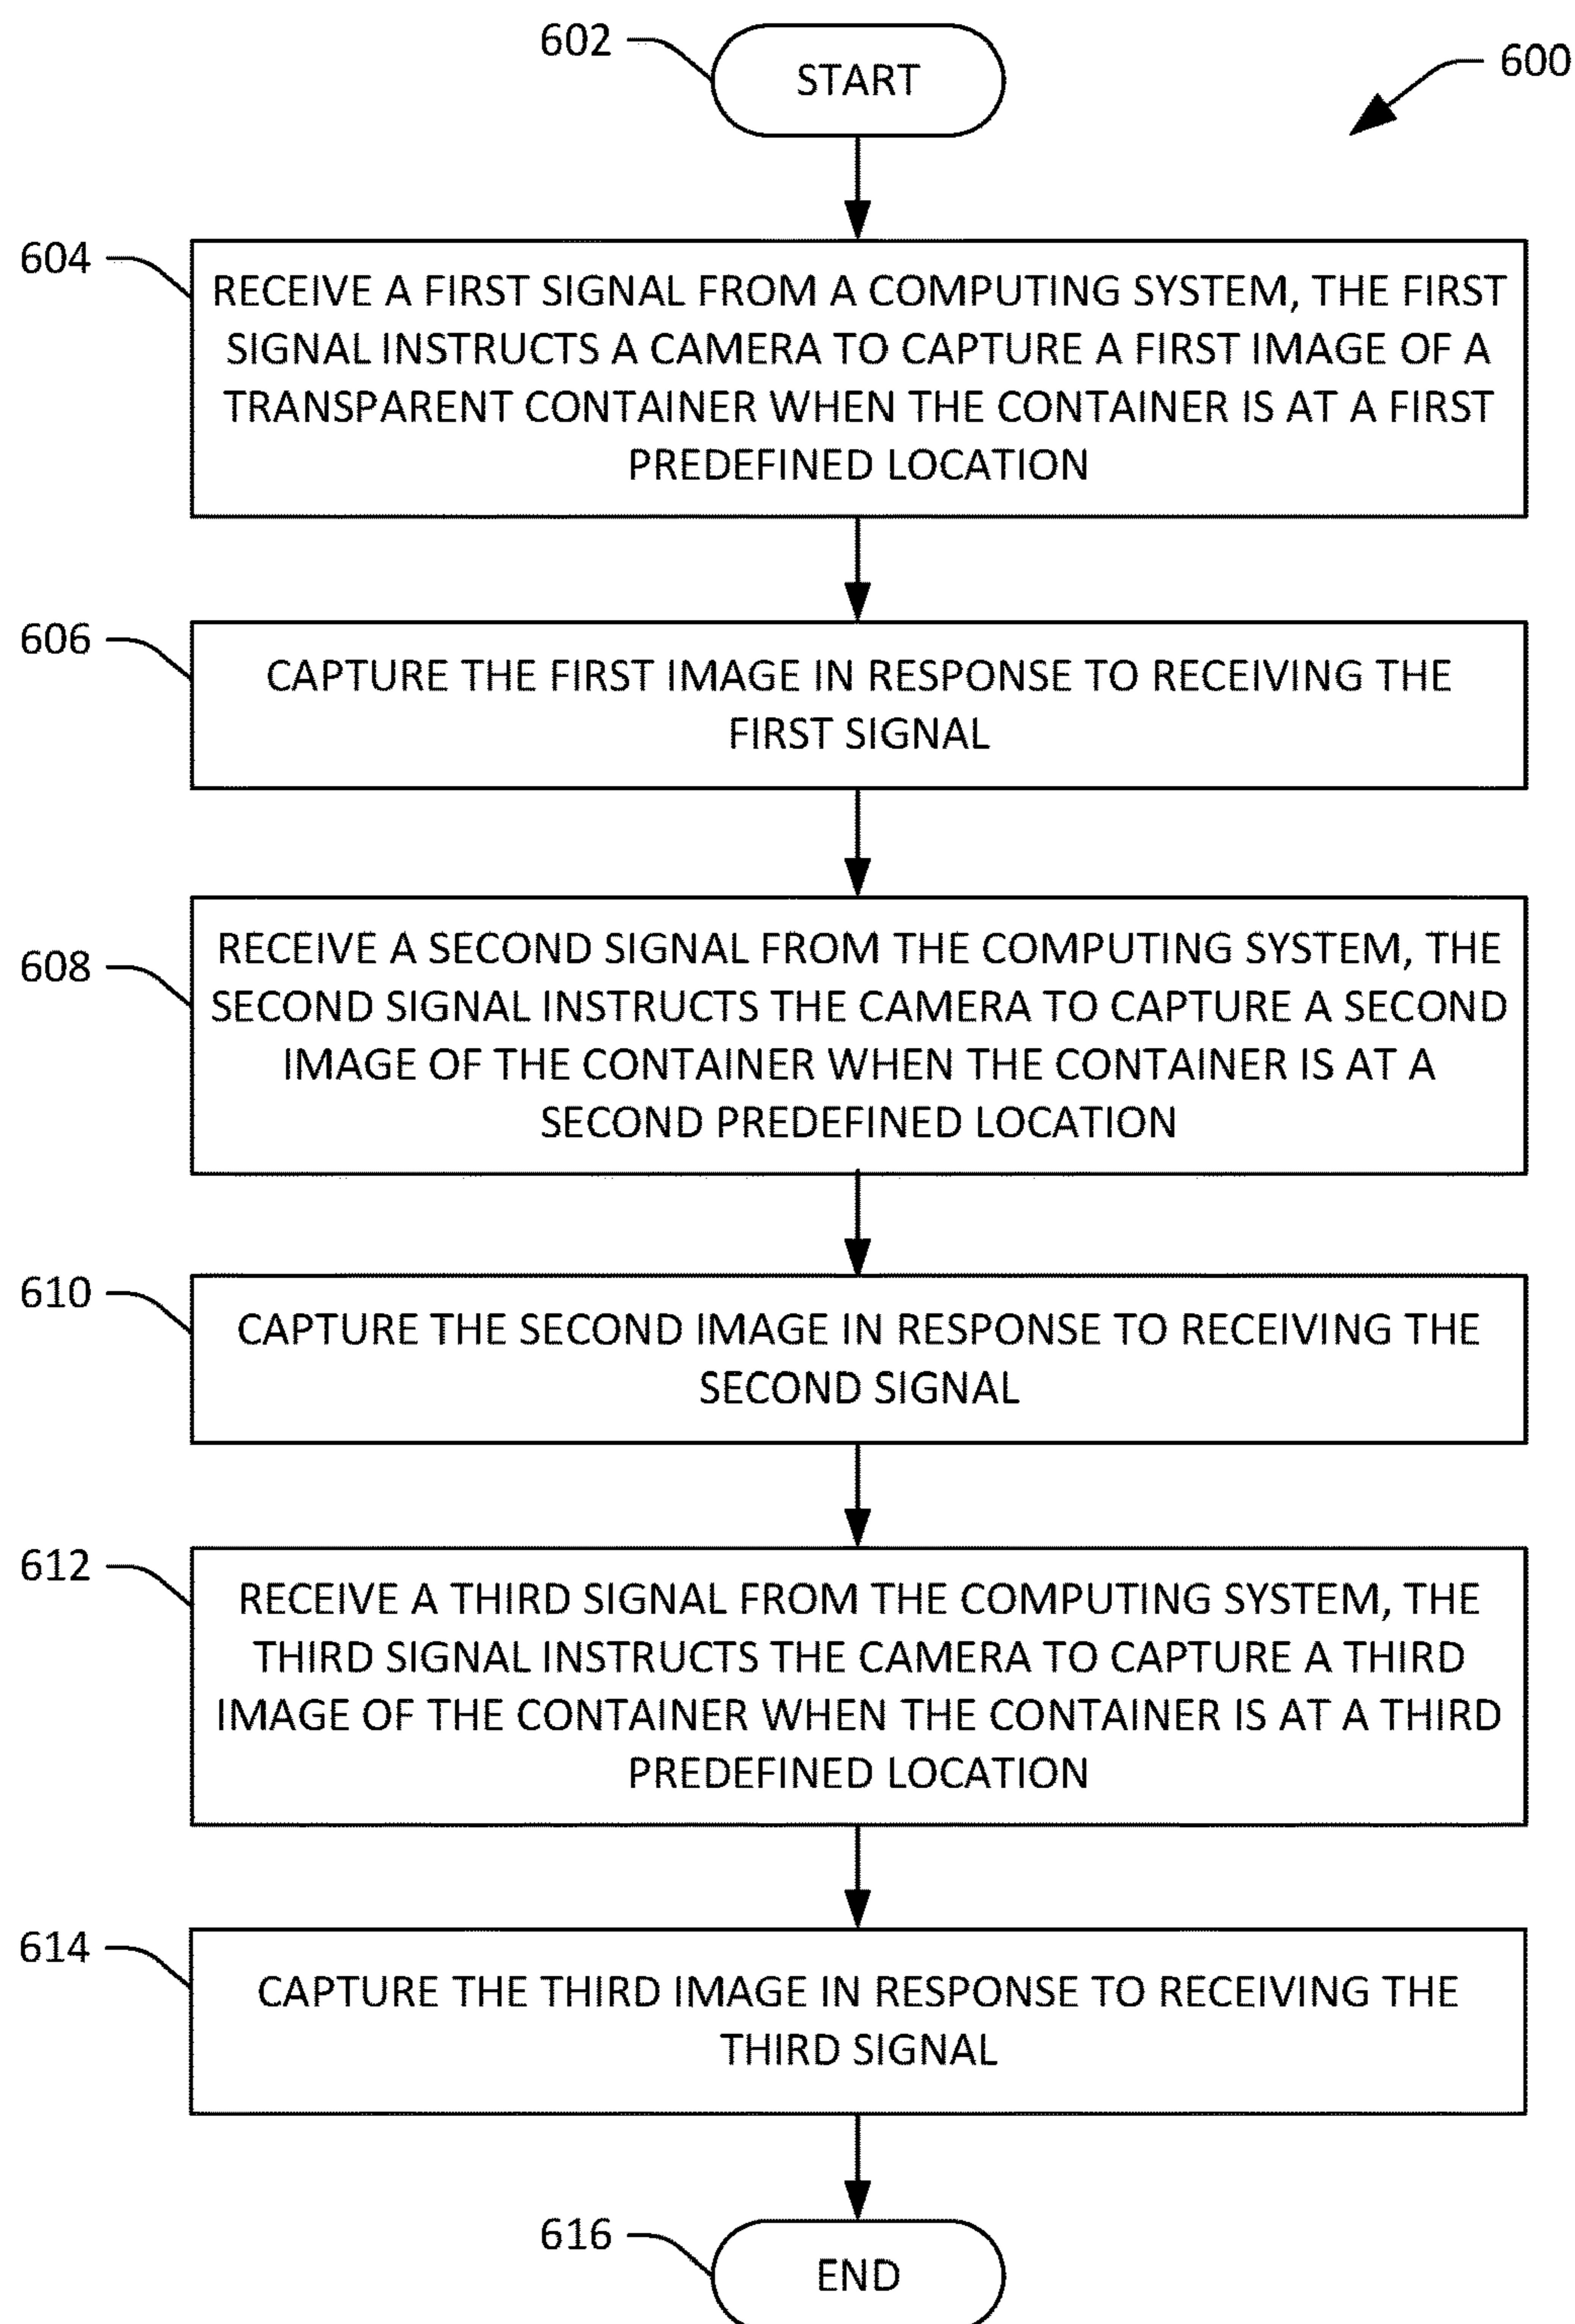 602
START
600
604
RECEIVE A FIRST SIGNAL FROM A COMPUTING SYSTEM, THE FIRST
SIGNAL INSTRUCTS A CAMERA TO CAPTURE A FIRST IMAGE OF A
TRANSPARENT CONTAINER WHEN THE CONTAINER IS AT A FIRST
PREDEFINED LOCATION
606
CAPTURE THE FIRST IMAGE IN RESPONSE TO RECEIVING THE
FIRST SIGNAL
608
RECEIVE A SECOND SIGNAL FROM THE COMPUTING SYSTEM, THE
SECOND SIGNAL INSTRUCTS THE CAMERA TO CAPTURE A SECOND
IMAGE OF THE CONTAINER WHEN THE CONTAINER IS AT A
SECOND PREDEFINED LOCATION
610
CAPTURE THE SECOND IMAGE IN RESPONSE TO RECEIVING THE
SECOND SIGNAL
612
RECEIVE A THIRD SIGNAL FROM THE COMPUTING SYSTEM, THE
THIRD SIGNAL INSTRUCTS THE CAMERA TO CAPTURE A THIRD
IMAGE OF THE CONTAINER WHEN THE CONTAINER IS AT A THIRD
PREDEFINED LOCATION
614
CAPTURE THE THIRD IMAGE IN RESPONSE TO RECEIVING THE
THIRD SIGNAL
616
END